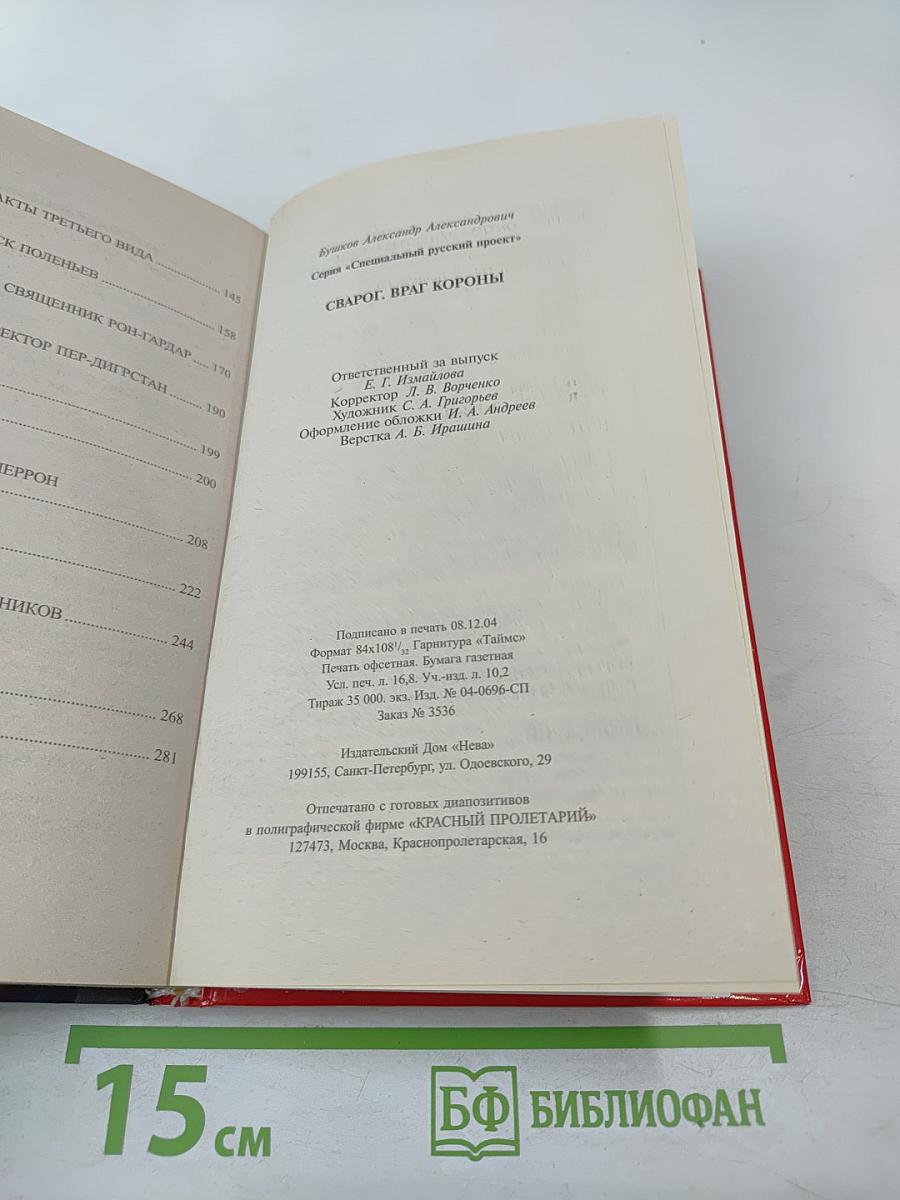 АКТЫ ТРЕТЬЕГО ВИДА ..... 145
СК ПОЛЕНЬЕВ ..... 158
СВЯЩЕННИК РОН-ГАРДАР ..... 170
ЕКТОР ПЕР-ДИГРСТАН ..... 190
..... 199
..... 200
ЧЕРРОН
..... 208
..... 222
НИКОВ ..... 244
..... 268
..... 281
Бушков Александр Александрович
Серия «Специальный русский проект»
СВАРОГ. ВРАГ КОРОНЫ
Ответственный за выпуск
Е. Г. Измайлова
Корректор Л. В. Ворченко
Художник С. А. Григорьев
Оформление обложки И. А. Андреев
Верстка А. Б. Ирашина
Подписано в печать 08.12.04
Формат 84x108 1/32 Гарнитура «Таймс»
Печать офсетная. Бумага газетная
Усл. печ. л. 16,8. Уч.-изд. л. 10,2
Тираж 35 000. экз. Изд. № 04-0696-СП
Заказ № 3536
Издательский Дом «Нева»
199155, Санкт-Петербург, ул. Одоевского, 29
Отпечатано с готовых диапозитивов
в полиграфической фирме «КРАСНЫЙ ПРОЛЕТАРИЙ»
127473, Москва, Краснопролетарская, 16
15 см
БФ БИБЛИОФАН